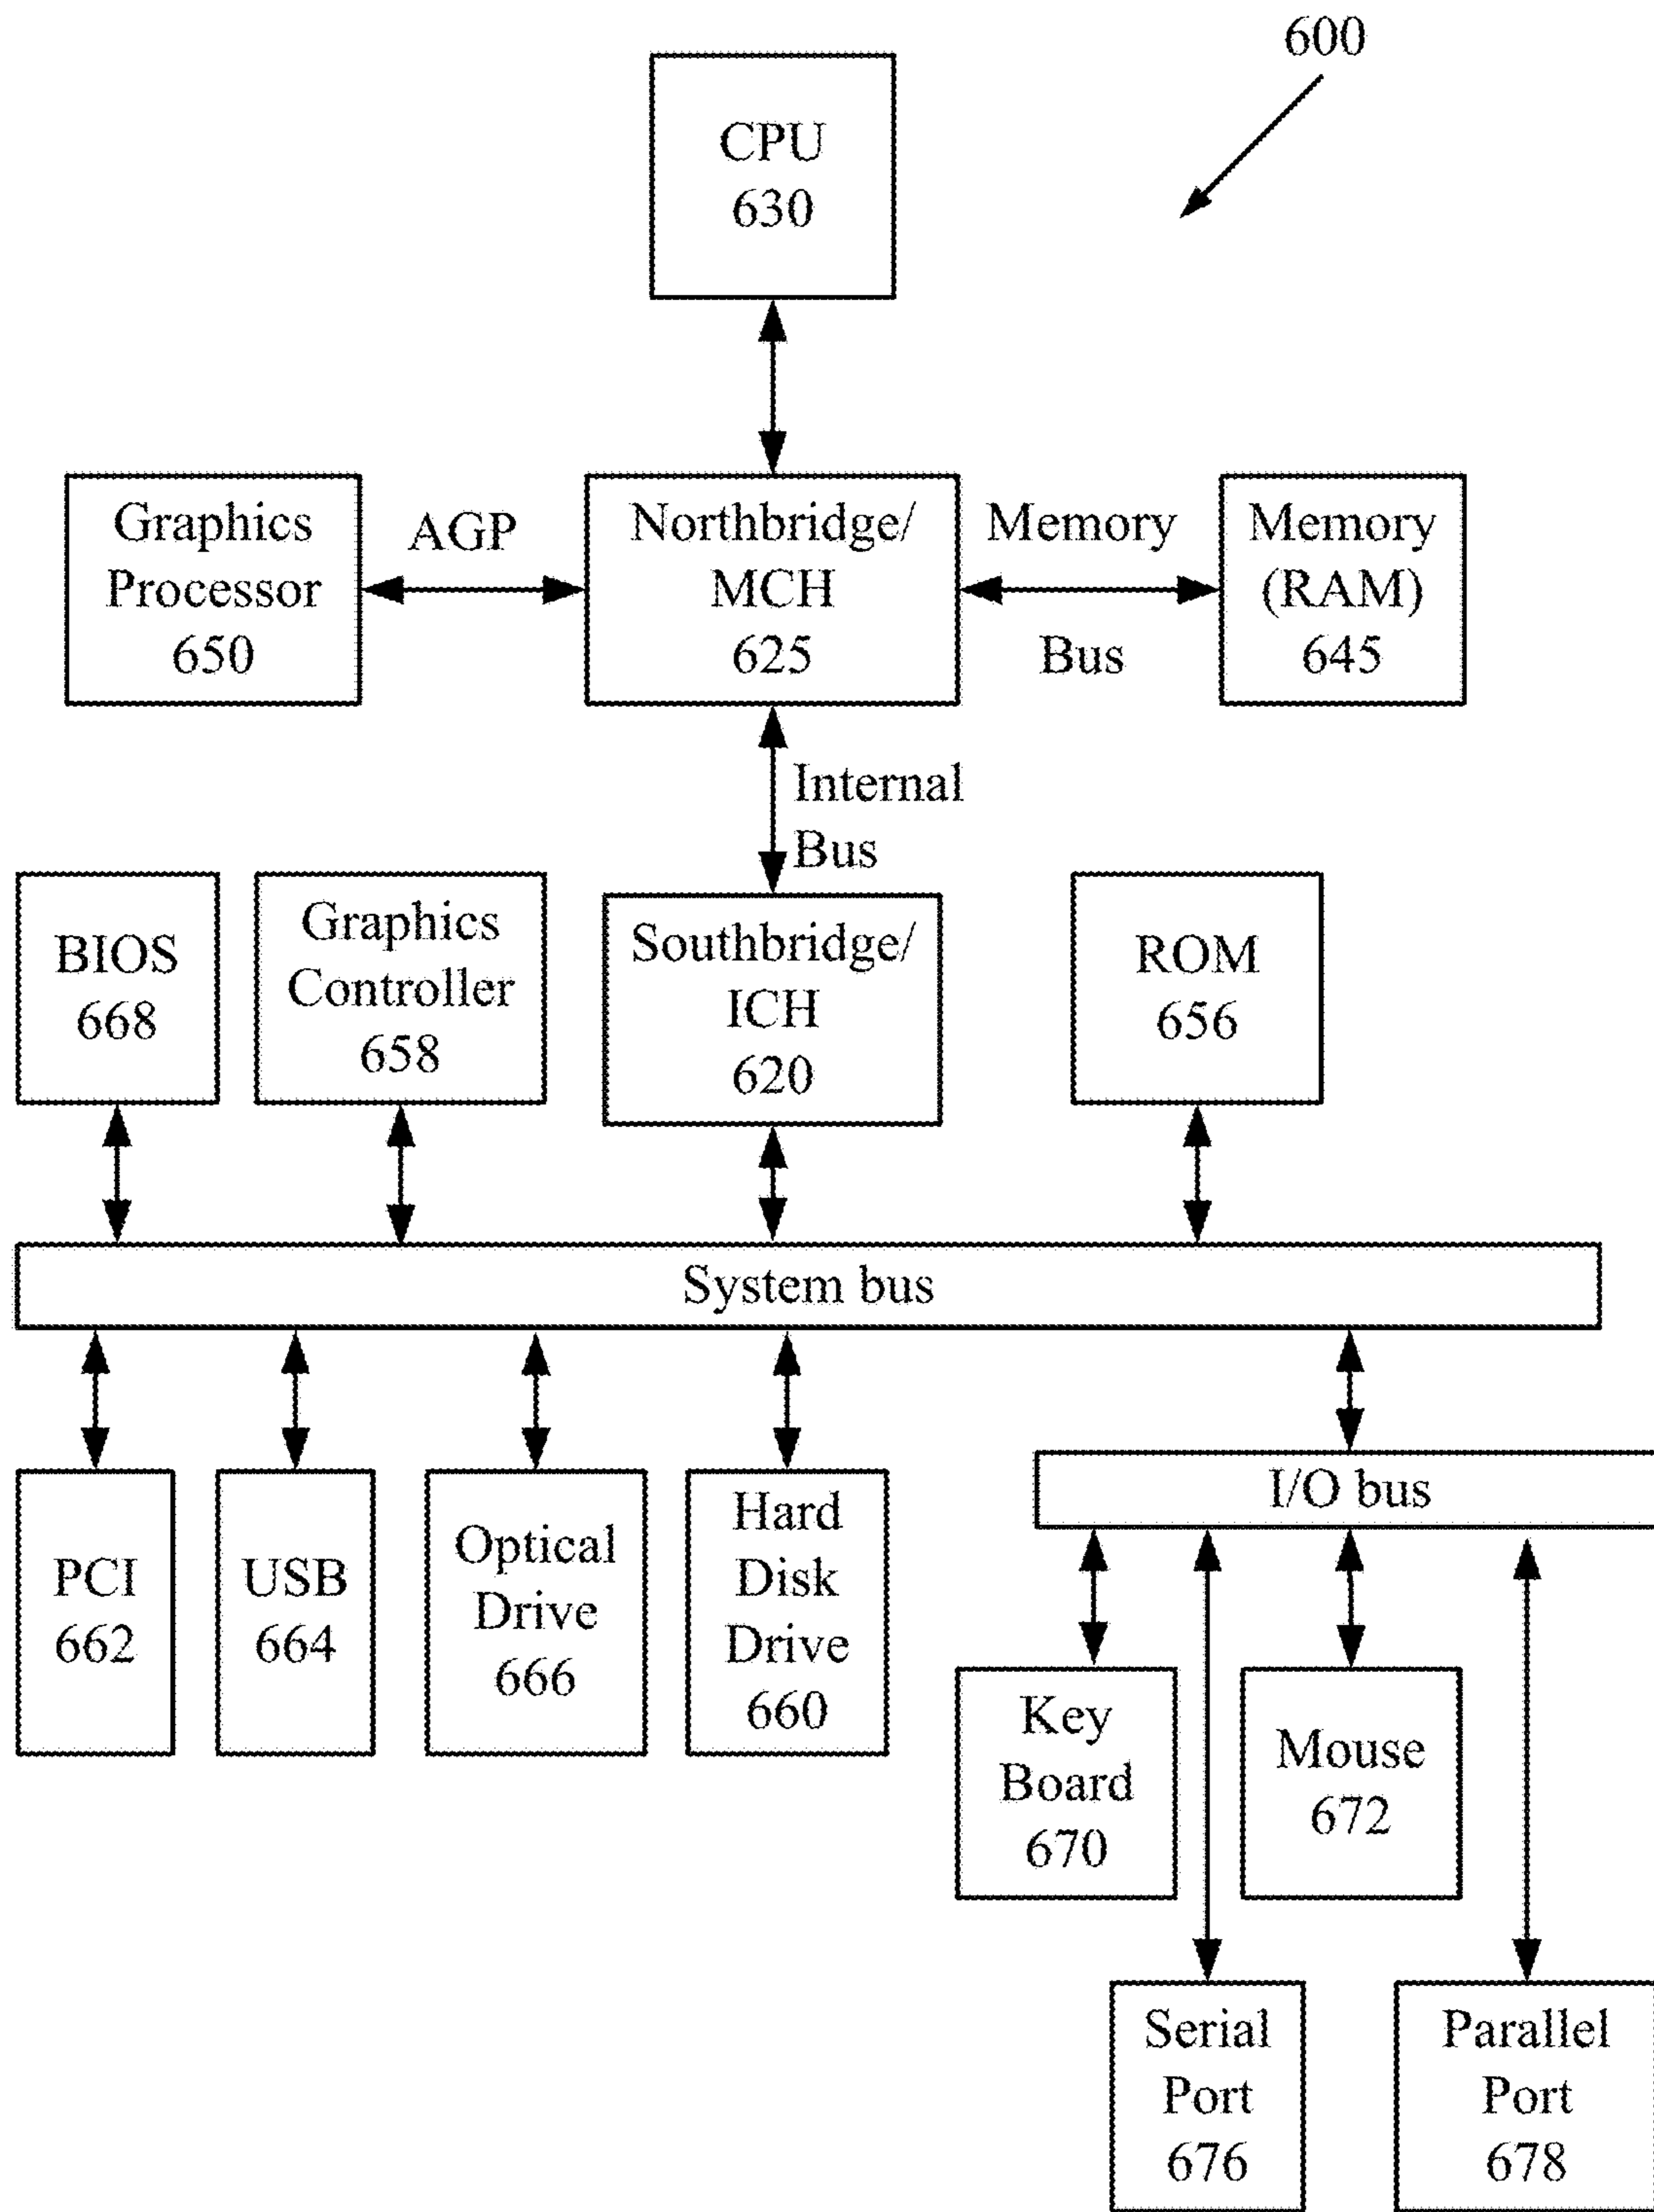 600
CPU
630
Graphics
Processor
650
AGP
Northbridge/
MCH
625
Memory
Bus
Memory
(RAM)
645
Internal
Bus
BIOS
668
Graphics
Controller
658
Southbridge/
ICH
620
ROM
656
System bus
PCI
662
USB
664
Optical
Drive
666
Hard
Disk
Drive
660
I/O bus
Key
Board
670
Mouse
672
Serial
Port
676
Parallel
Port
678